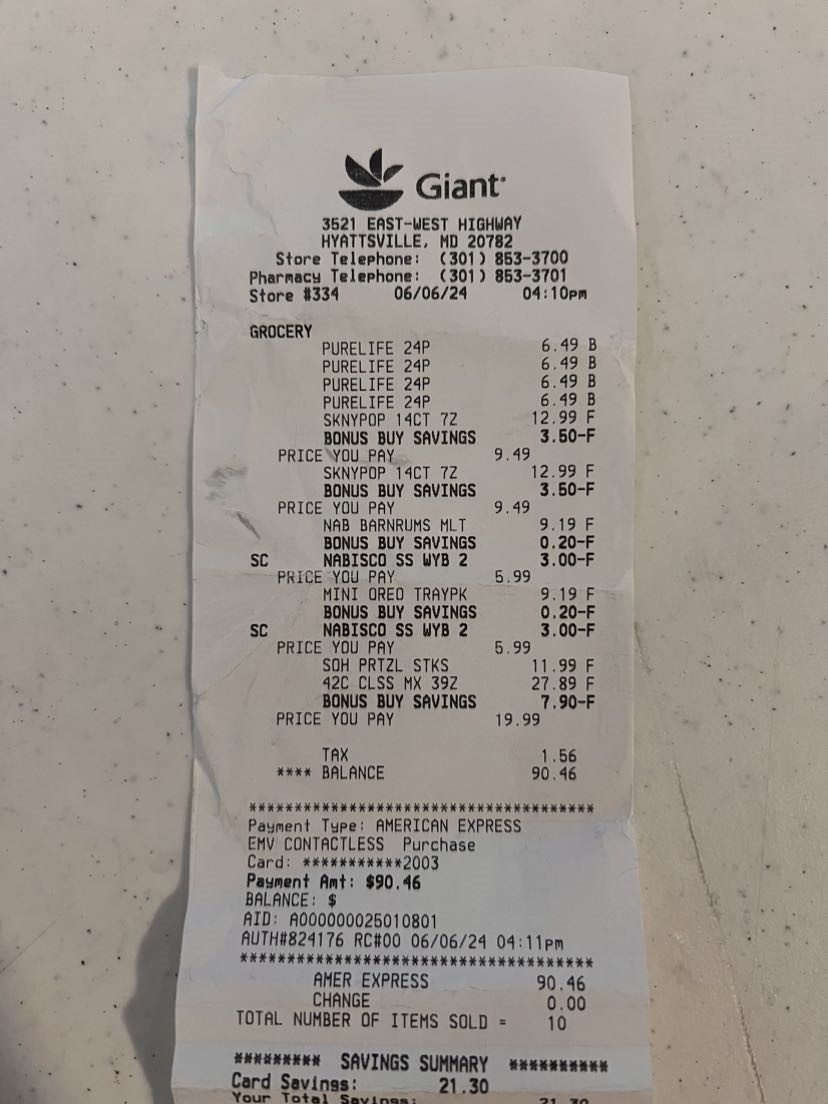 Giant
3521 EAST-WEST HIGHWAY
HYATTSVILLE, MD 20782
Store Telephone: (301) 853-3700
Pharmacy Telephone: (301) 853-3701
Store #334 06/06/24 04:10pm
GROCERY
PURELIFE 24P 6.49 B
PURELIFE 24P 6.49 B
PURELIFE 24P 6.49 B
PURELIFE 24P 6.49 B
SKNYPOP 14CT 7Z 12.99 F
BONUS BUY SAVINGS 3.50-F
PRICE YOU PAY 9.49
SKNYPOP 14CT 7Z 12.99 F
BONUS BUY SAVINGS 3.50-F
PRICE YOU PAY 9.49
NAB BARNRUMS MLT 9.19 F
BONUS BUY SAVINGS 0.20-F
SC NABISCO SS WYB 2 3.00-F
PRICE YOU PAY 5.99
MINI OREO TRAYPK 9.19 F
BONUS BUY SAVINGS 0.20-F
SC NABISCO SS WYB 2 3.00-F
PRICE YOU PAY 5.99
SOH PRTZL STKS 11.99 F
42C CLSS MX 39Z 27.89 F
BONUS BUY SAVINGS 7.90-F
PRICE YOU PAY 19.99
TAX 1.56
**** BALANCE 90.46
**************************************
Payment Type: AMERICAN EXPRESS
EMV CONTACTLESS Purchase
Card: ***********2003
Payment Amt: $90.46
BALANCE: $
AID: A000000025010801
AUTH#824176 RC#00 06/06/24 04:11pm
**************************************
AMER EXPRESS 90.46
CHANGE 0.00
TOTAL NUMBER OF ITEMS SOLD = 10
********* SAVINGS SUMMARY **********
Card Savings: 21.30
Your Total Savings: 21.30